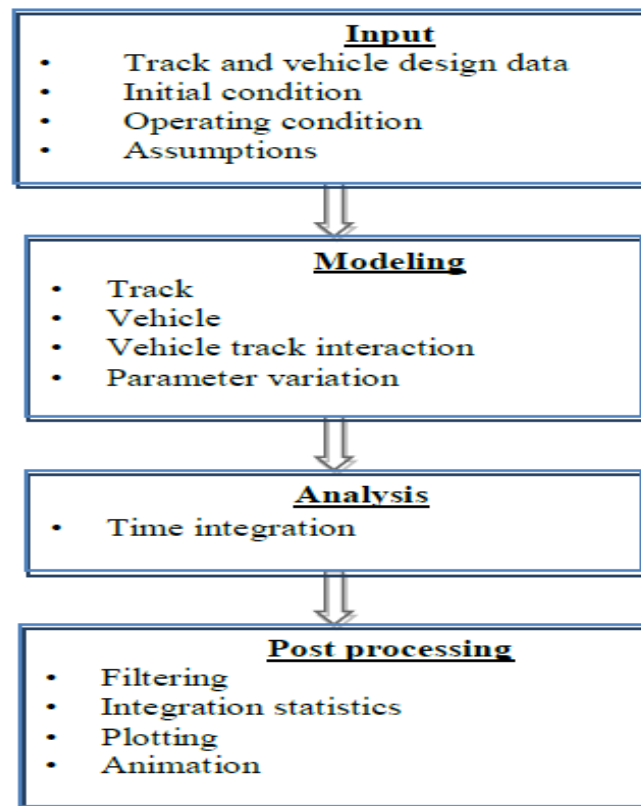 Input
• Track and vehicle design data
• Initial condition
• Operating condition
• Assumptions
Modeling
• Track
• Vehicle
• Vehicle track interaction
• Parameter variation
Analysis
• Time integration
Post processing
• Filtering
• Integration statistics
• Plotting
• Animation